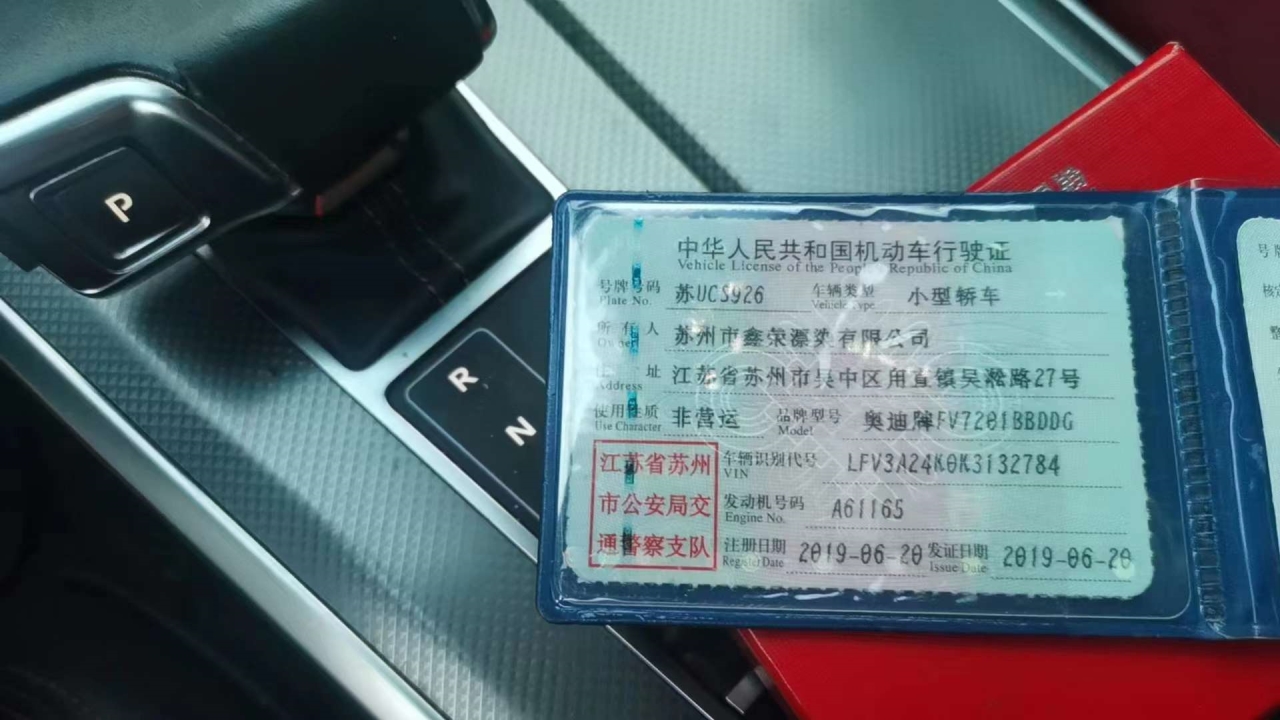 P
R
N
中华人民共和国机动车行驶证
Vehicle License of the People's Republic of China
号牌号码 苏UCS926 车辆类型 小型轿车
Plate No. Vehicle Type
所有人 苏州市鑫荣漂染有限公司
Owner
住址 江苏省苏州市吴中区甪直镇吴淞路27号
Address
使用性质 非营运 品牌型号 奥迪牌FV7201BBDDG
Use Character Model
江苏省苏州
市公安局交
通警察支队
车辆识别代号 LFV3A24K0K3132784
VIN
发动机号码 A61165
Engine No.
注册日期 2019-06-20 发证日期 2019-06-20
Register Date Issue Date
号牌